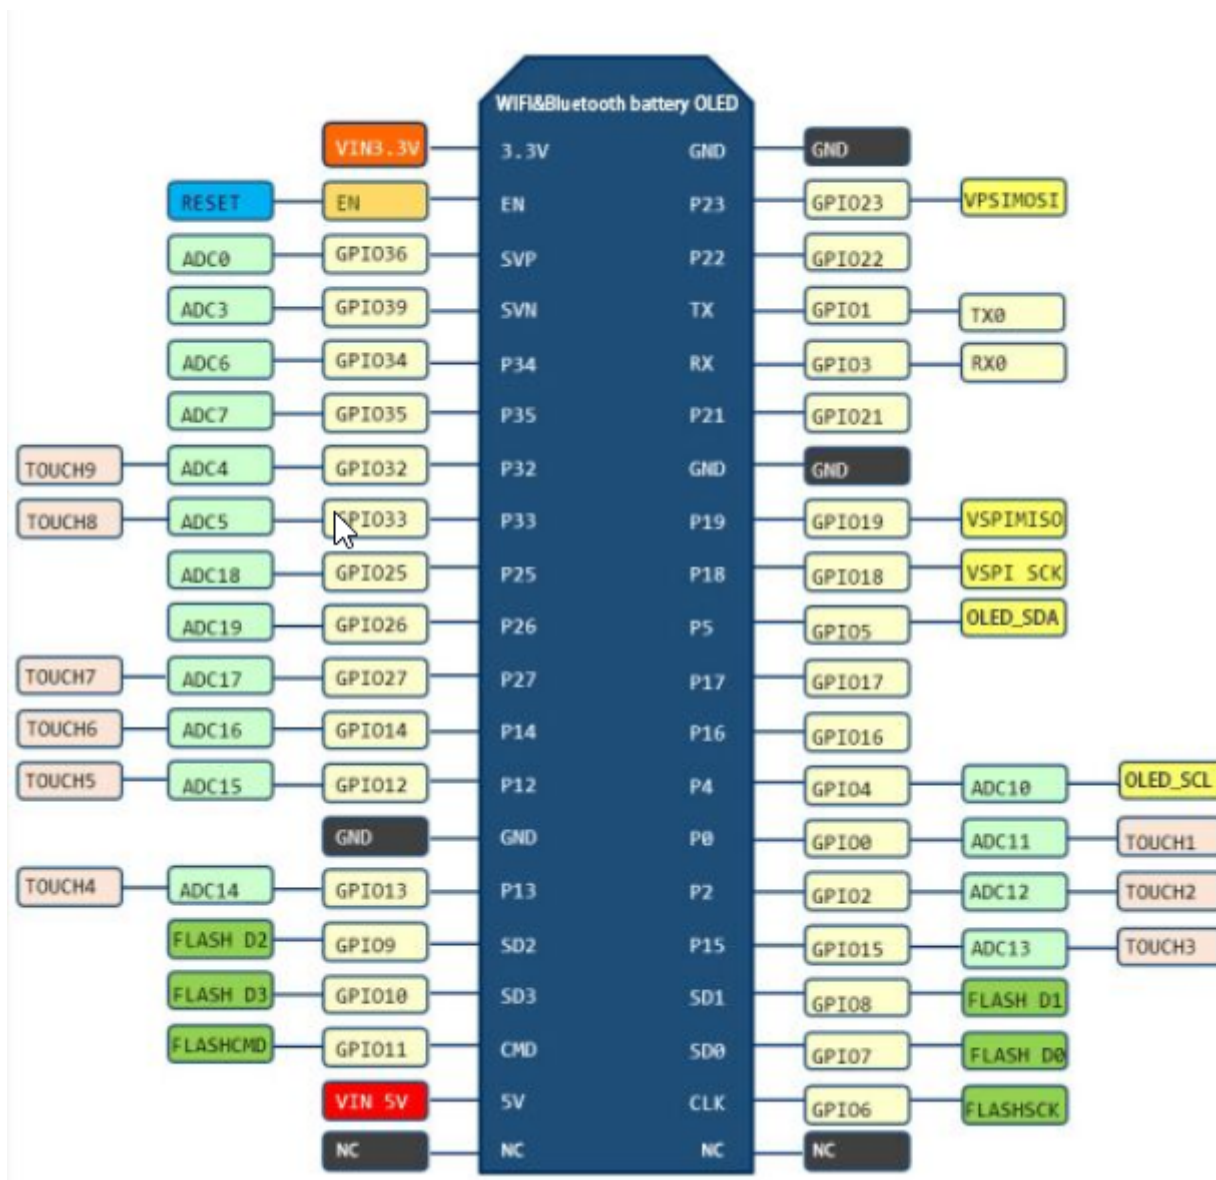 WIFI&Bluetooth battery OLED
VIN3.3V 3.3V GND GND
RESET EN EN P23 GPIO23 VPSIMOSI
ADC0 GPIO36 SVP P22 GPIO22
ADC3 GPIO39 SVN TX GPIO1 TX0
ADC6 GPIO34 P34 RX GPIO3 RX0
ADC7 GPIO35 P35 P21 GPIO21
TOUCH9 ADC4 GPIO32 P32 GND GND
TOUCH8 ADC5 GPIO33 P33 P19 GPIO19 VSPIMISO
ADC18 GPIO25 P25 P18 GPIO18 VSPI SCK
ADC19 GPIO26 P26 P5 GPIO5 OLED_SDA
TOUCH7 ADC17 GPIO27 P27 P17 GPIO17
TOUCH6 ADC16 GPIO14 P14 P16 GPIO16
TOUCH5 ADC15 GPIO12 P12 P4 GPIO4 ADC10 OLED_SCL
GND GND P0 GPIO0 ADC11 TOUCH1
TOUCH4 ADC14 GPIO13 P13 P2 GPIO2 ADC12 TOUCH2
FLASH D2 GPIO9 SD2 P15 GPIO15 ADC13 TOUCH3
FLASH D3 GPIO10 SD3 SD1 GPIO8 FLASH D1
FLASHCMD GPIO11 CMD SD0 GPIO7 FLASH D0
VIN 5V 5V CLK GPIO6 FLASHSCK
NC NC NC NC